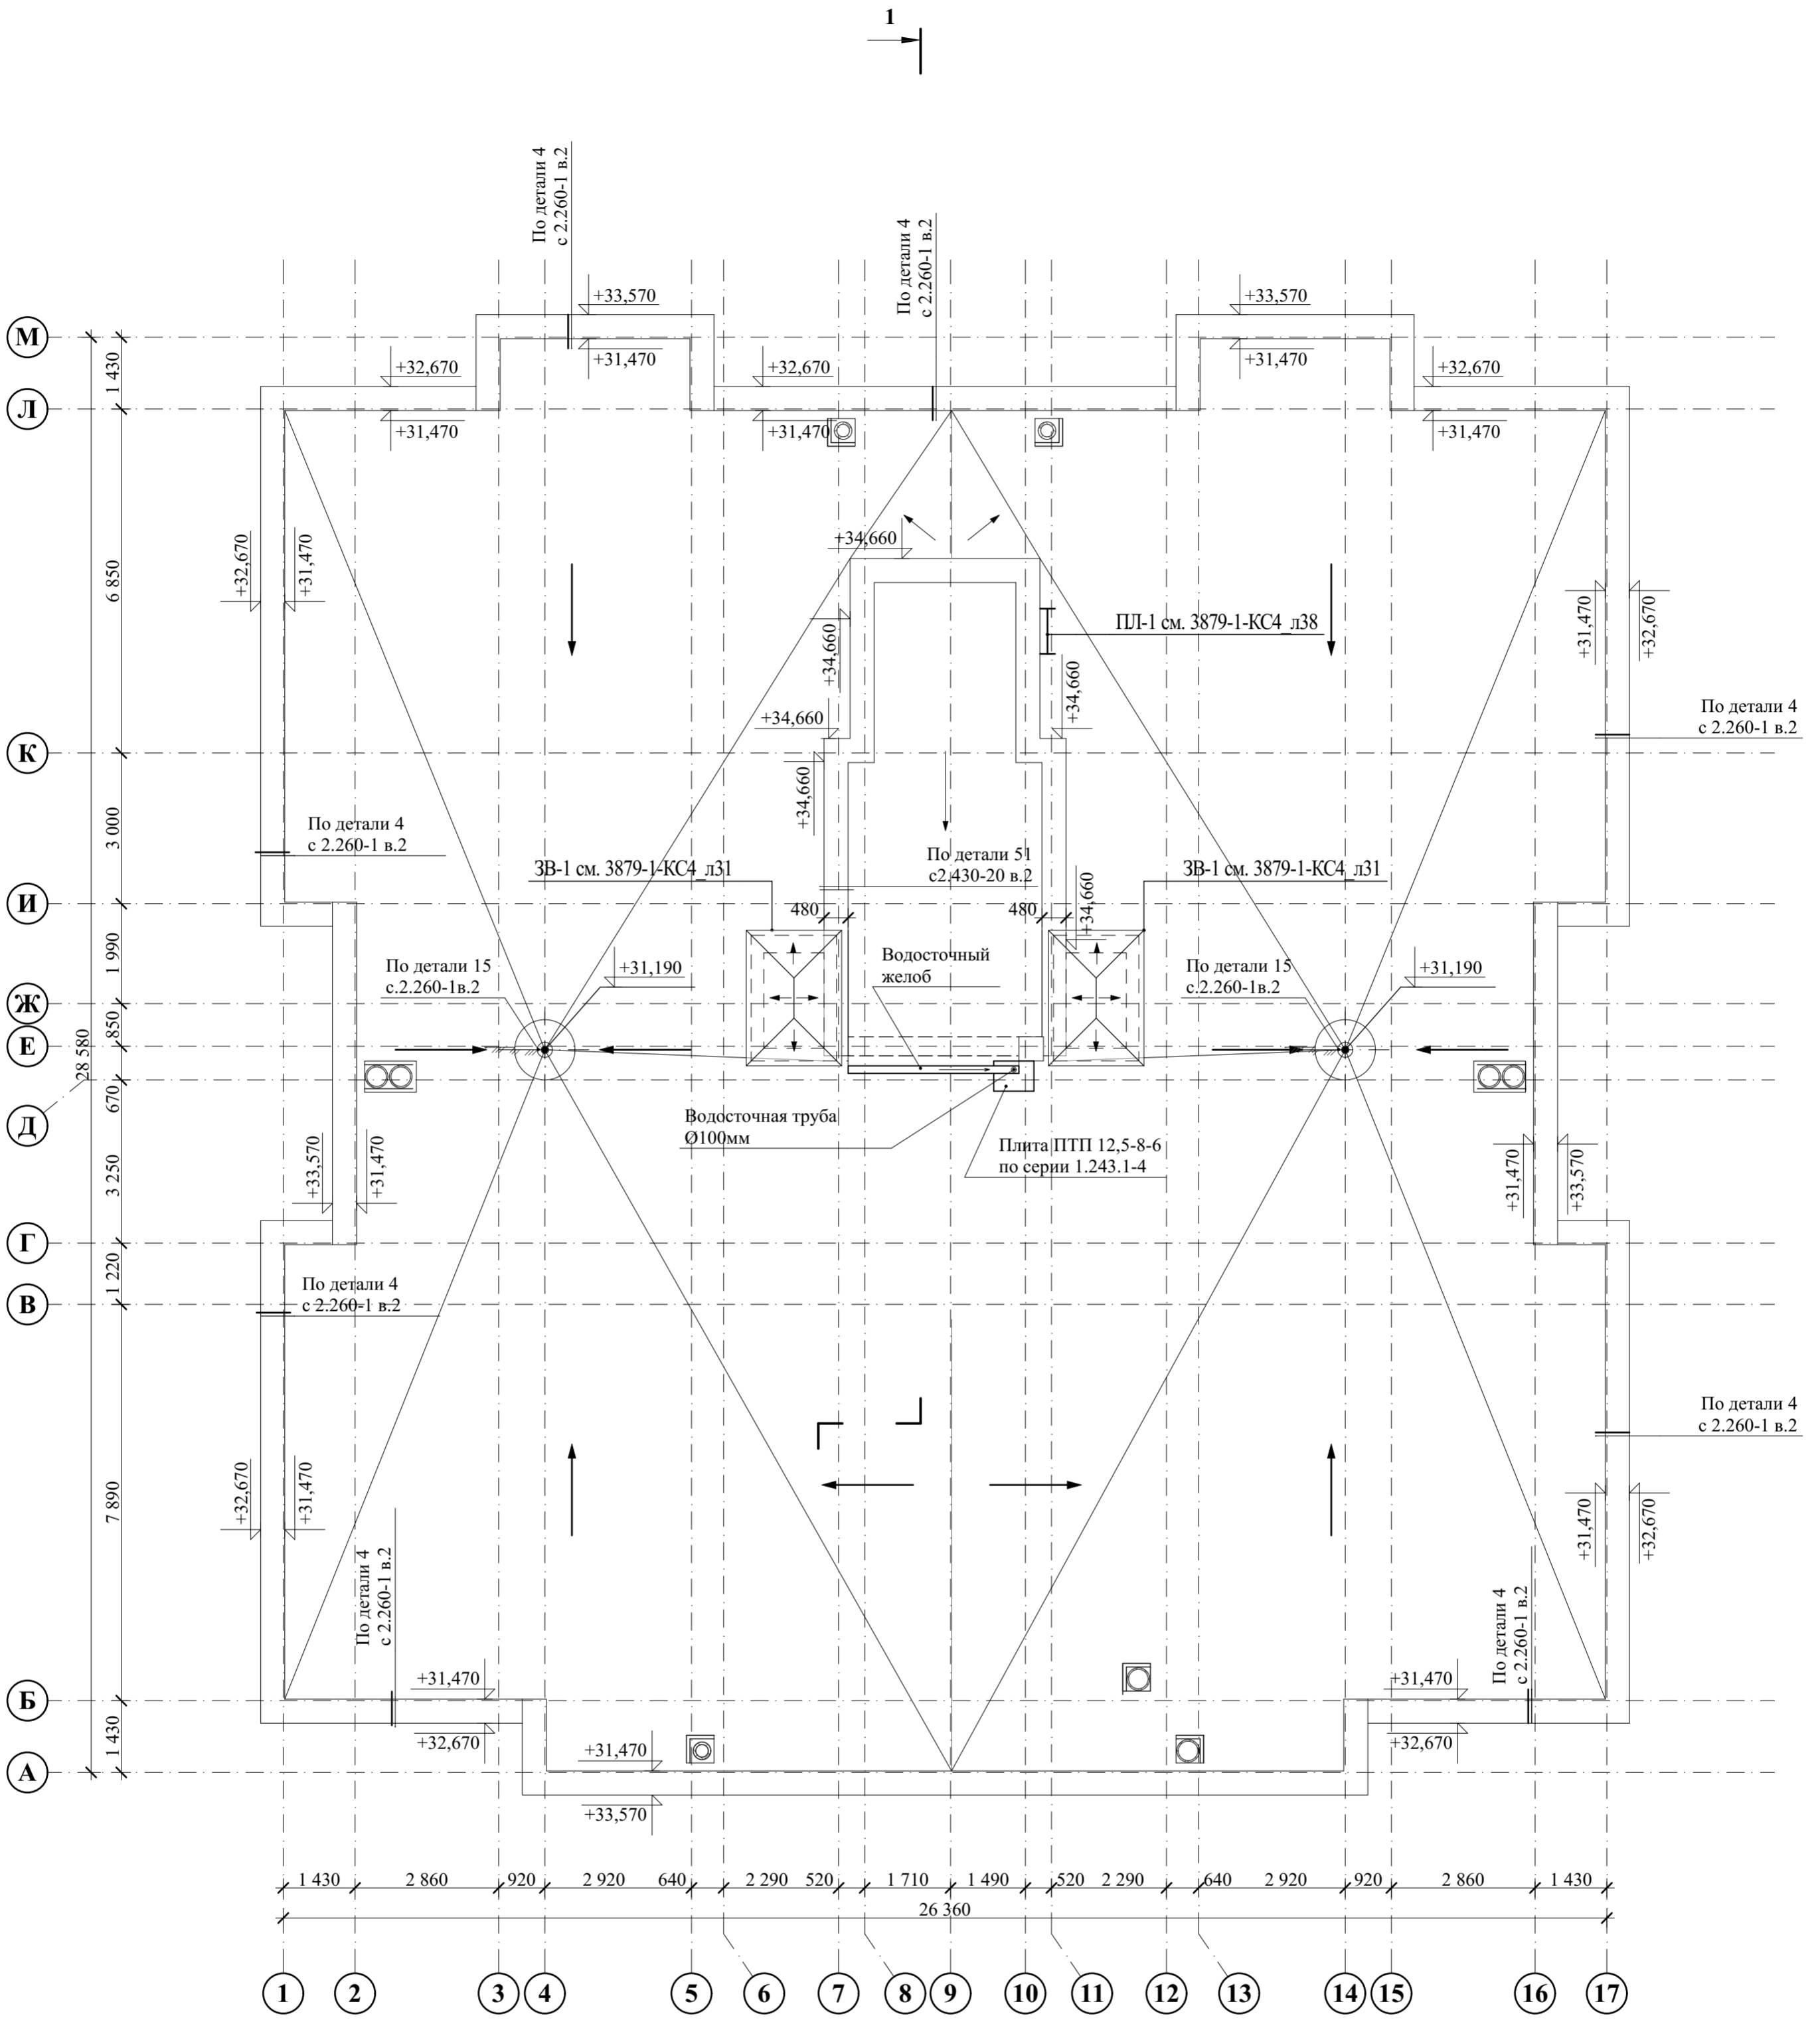 1
По детали 4
с 2.260-1 в.2
По детали 4
с 2.260-1 в.2
+33,570
+33,570
М
+31,470
+31,470
1 430
+32,670
+32,670
+32,670
Л
+31,470
+31,470
+31,470
+34,660
+32,670
+31,470
6 850
+31,470
+32,670
ПЛ-1 см. 3879-1-КС4_л38
+34,660
+34,660
+34,660
По детали 4
с 2.260-1 в.2
К
+34,660
3 000
По детали 4
с 2.260-1 в.2
По детали 51
с2.430-20 в.2
ЗВ-1 см. 3879-1-КС4_л31
ЗВ-1 см. 3879-1-КС4_л31
И
480
480
+34,660
1 990
Водосточный
желоб
По детали 15
с.2.260-1в.2
+31,190
По детали 15
с.2.260-1в.2
+31,190
Ж
850
Е
28 580
670
Д
Водосточная труба
Ø100мм
Плита ПТП 12,5-8-6
по серии 1.243.1-4
3 250
+33,570
+31,470
+31,470
+33,570
Г
1 220
По детали 4
с 2.260-1 в.2
В
По детали 4
с 2.260-1 в.2
7 890
+32,670
+31,470
+31,470
+32,670
По детали 4
с 2.260-1 в.2
По детали 4
с 2.260-1 в.2
+31,470
+31,470
Б
1 430
+32,670
+32,670
+31,470
А
+33,570
1 430
2 860
920
2 920
640
2 290
520
1 710
1 490
520
2 290
640
2 920
920
2 860
1 430
26 360
1
2
3
4
5
6
7
8
9
10
11
12
13
14
15
16
17